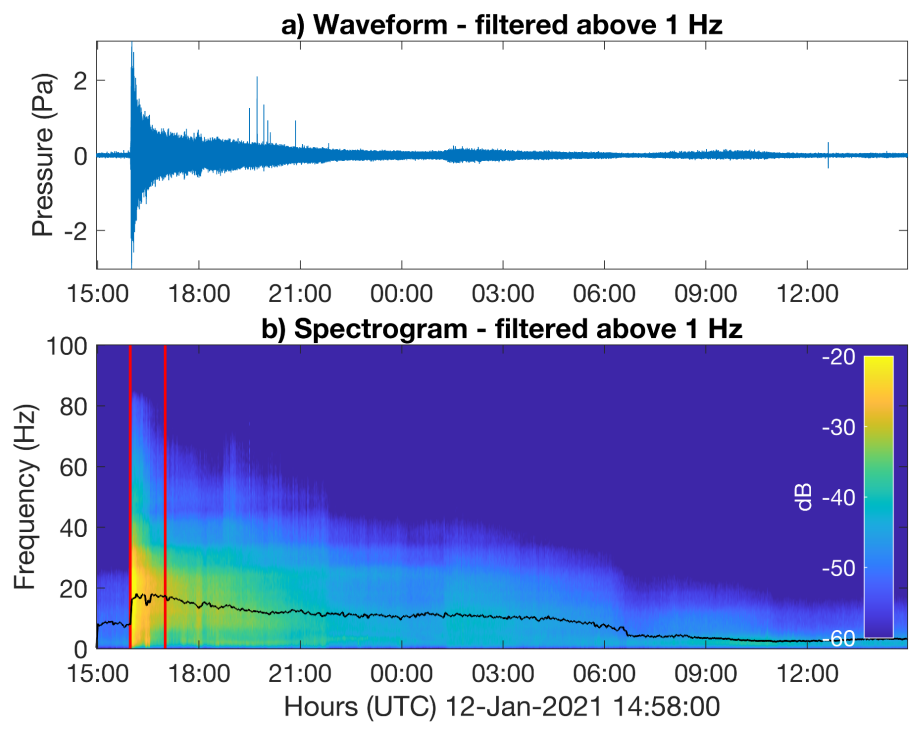 a) Waveform - filtered above 1 Hz
Pressure (Pa)
2
0
-2
15:00 18:00 21:00 00:00 03:00 06:00 09:00 12:00
b) Spectrogram - filtered above 1 Hz
Frequency (Hz)
100
80
60
40
20
0
dB
-20
-30
-40
-50
-60
15:00 18:00 21:00 00:00 03:00 06:00 09:00 12:00
Hours (UTC) 12-Jan-2021 14:58:00